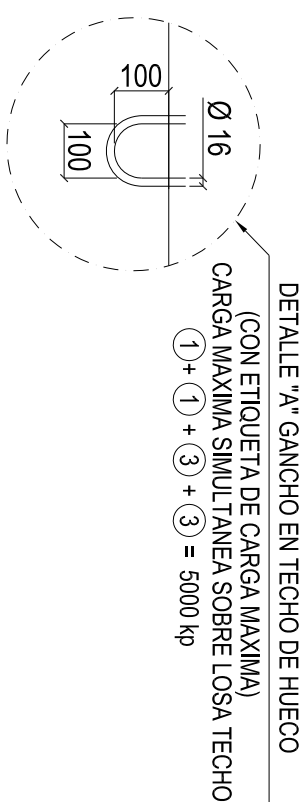 DETALLE "A" GANCHO EN TECHO DE HUECO
(CON ETIQUETA DE CARGA MAXIMA)
CARGA MAXIMA SIMULTANEA SOBRE LOSA TECHO
1 + 1 + 3 + 3 = 5000 kp
Ø 16
100
100